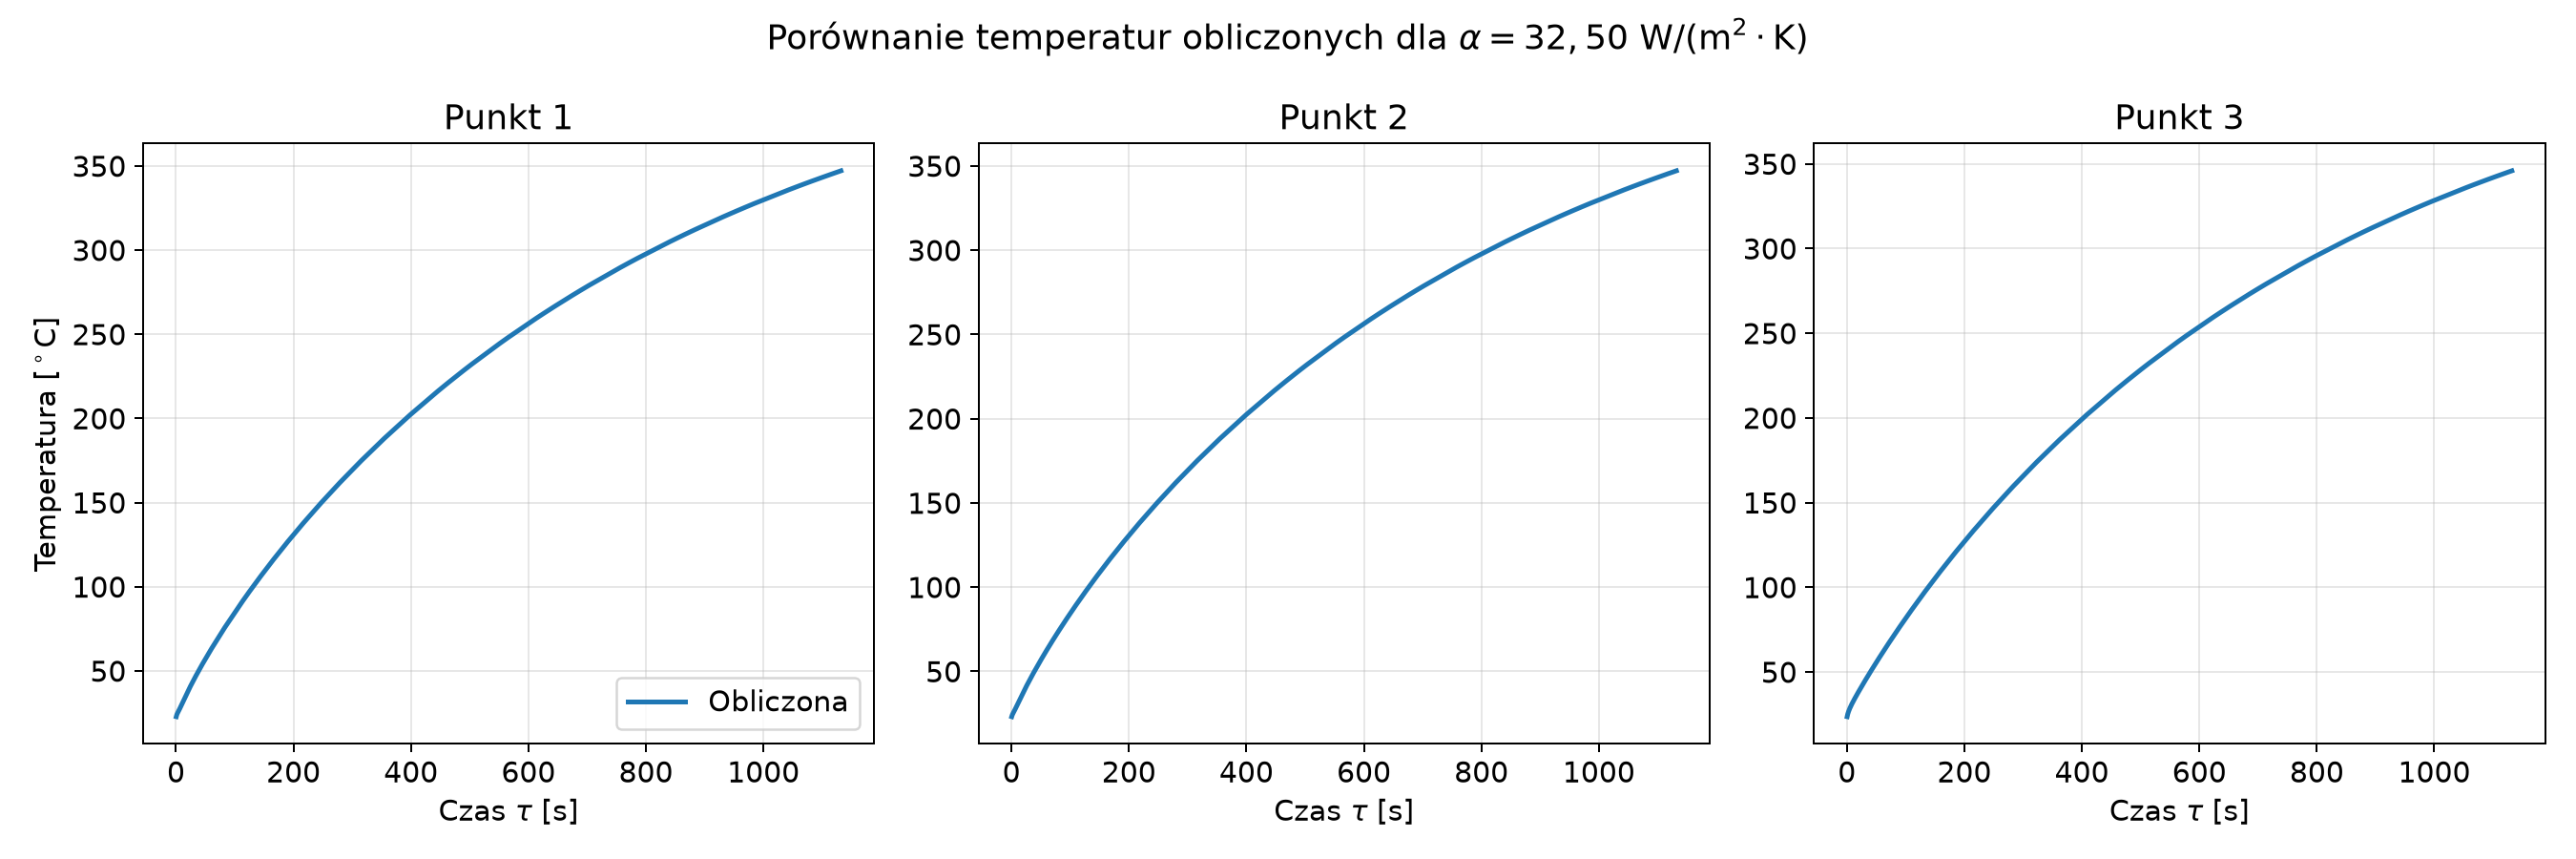 Porównanie temperatur obliczonych dla α = 32, 50 W/(m² · K)
Punkt 1
Temperatura [°C]
350
300
250
200
150
100
50
Obliczona
0 200 400 600 800 1000
Czas τ [s]
Punkt 2
350
300
250
200
150
100
50
0 200 400 600 800 1000
Czas τ [s]
Punkt 3
350
300
250
200
150
100
50
0 200 400 600 800 1000
Czas τ [s]